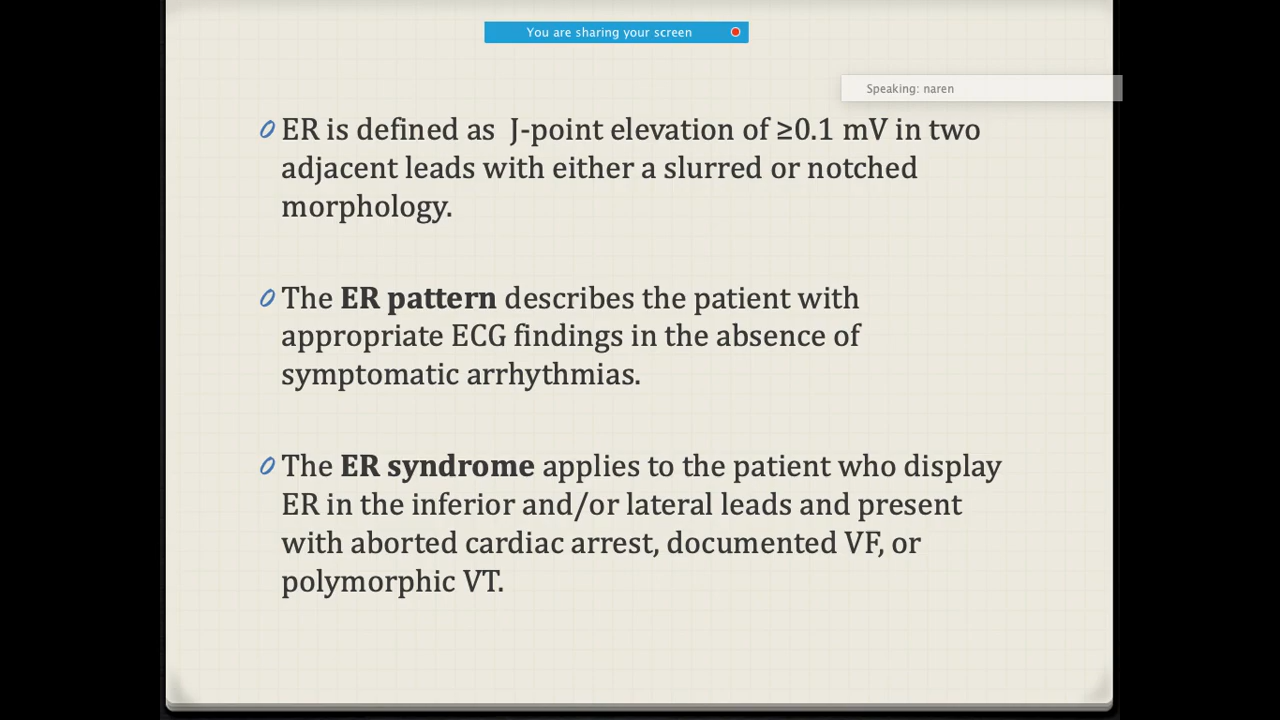 You are sharing your screen
Speaking: naren
ER is defined as J-point elevation of ≥0.1 mV in two
adjacent leads with either a slurred or notched
morphology.
The ER pattern describes the patient with
appropriate ECG findings in the absence of
symptomatic arrhythmias.
The ER syndrome applies to the patient who display
ER in the inferior and/or lateral leads and present
with aborted cardiac arrest, documented VF, or
polymorphic VT.